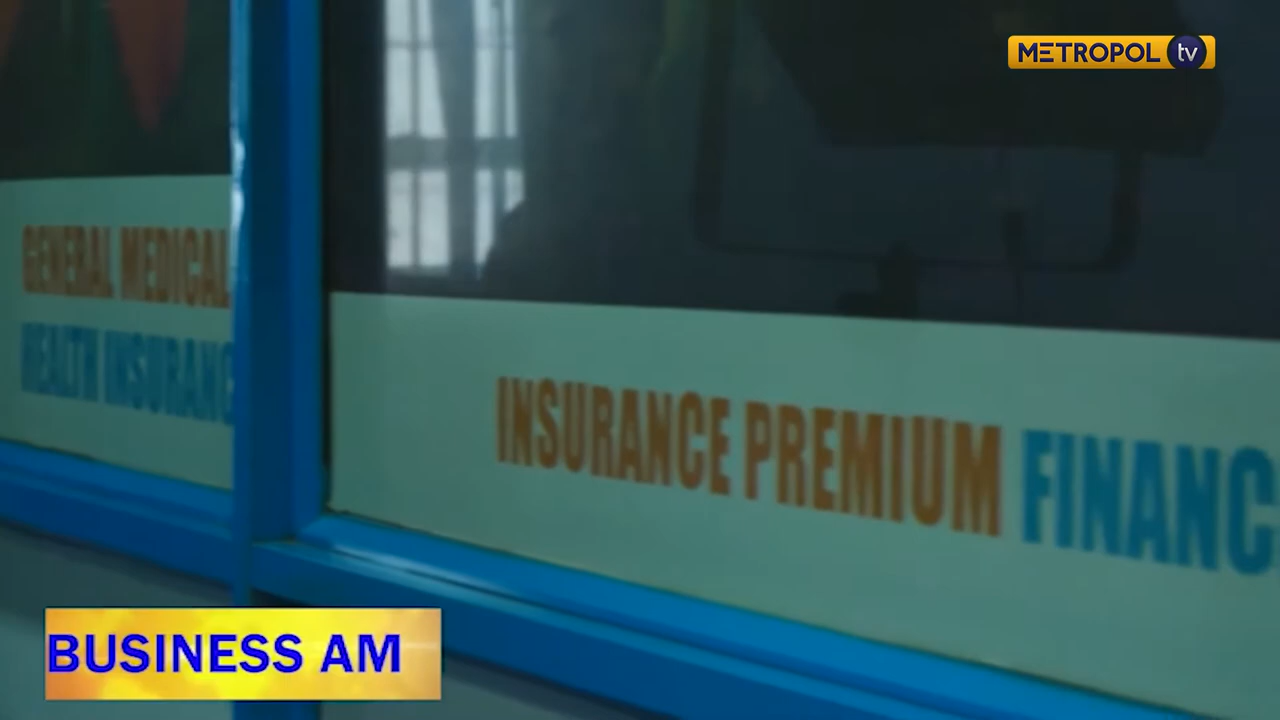 METROPOL tv
GENERAL MEDICAL
HEALTH INSURANC
INSURANCE PREMIUM FINANC
BUSINESS AM